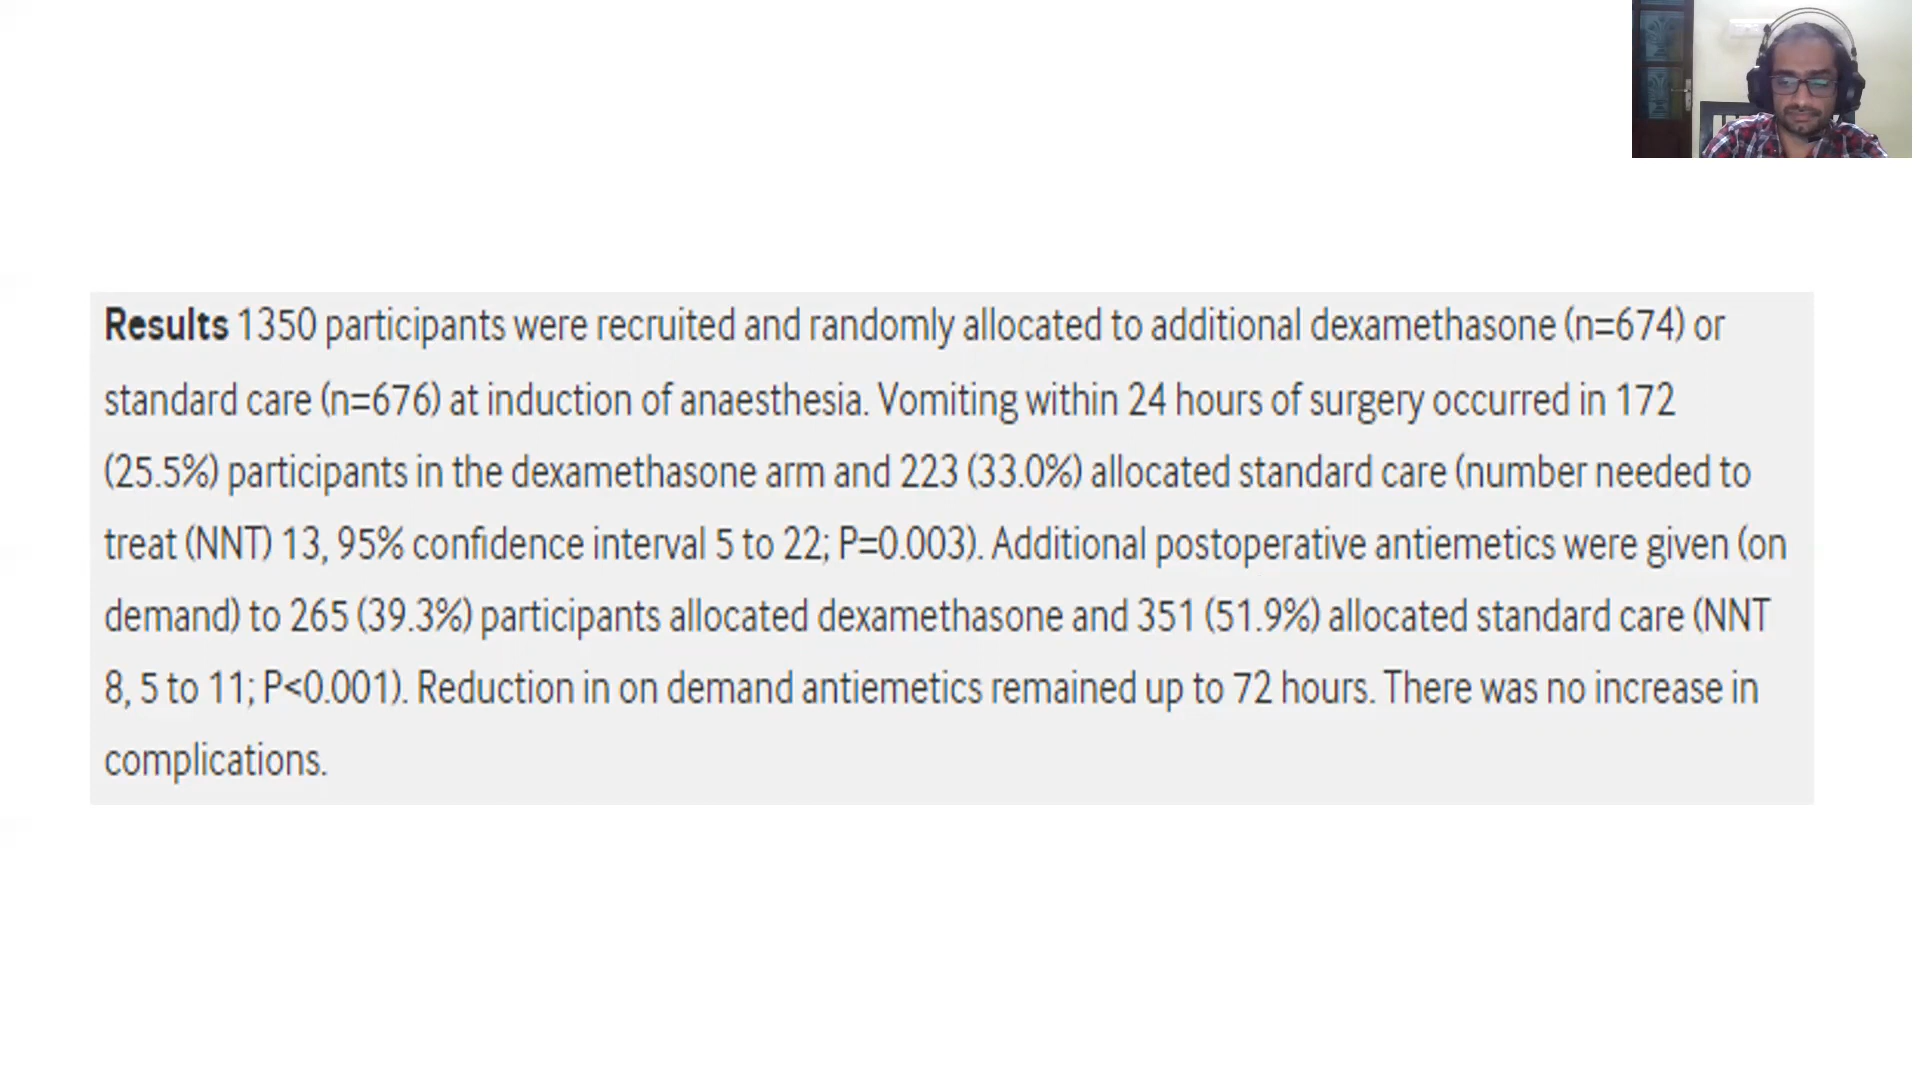 Results 1350 participants were recruited and randomly allocated to additional dexamethasone (n=674) or
standard care (n=676) at induction of anaesthesia. Vomiting within 24 hours of surgery occurred in 172
(25.5%) participants in the dexamethasone arm and 223 (33.0%) allocated standard care (number needed to
treat (NNT) 13, 95% confidence interval 5 to 22; P=0.003). Additional postoperative antiemetics were given (on
demand) to 265 (39.3%) participants allocated dexamethasone and 351 (51.9%) allocated standard care (NNT
8, 5 to 11; P<0.001). Reduction in on demand antiemetics remained up to 72 hours. There was no increase in
complications.